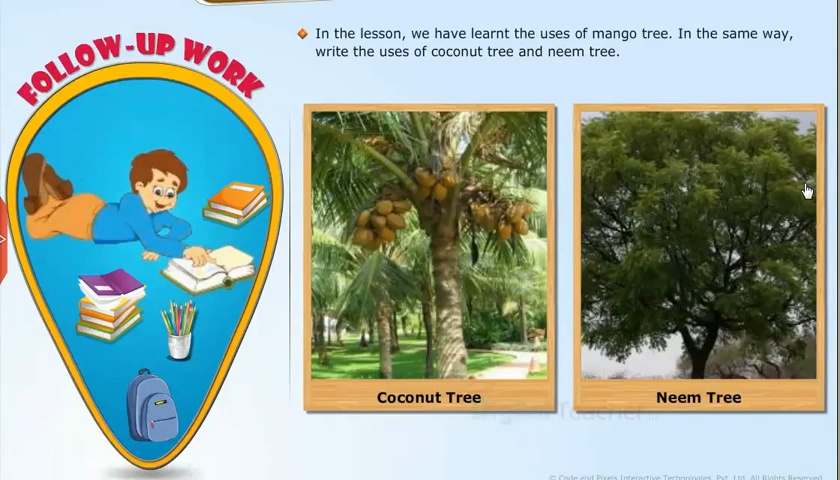 FOLLOW-UP WORK
In the lesson, we have learnt the uses of mango tree. In the same way,
write the uses of coconut tree and neem tree.
Coconut Tree
Neem Tree
© Code and Pixels Interactive Technologies. Pvt. Ltd. All Rights Reserved